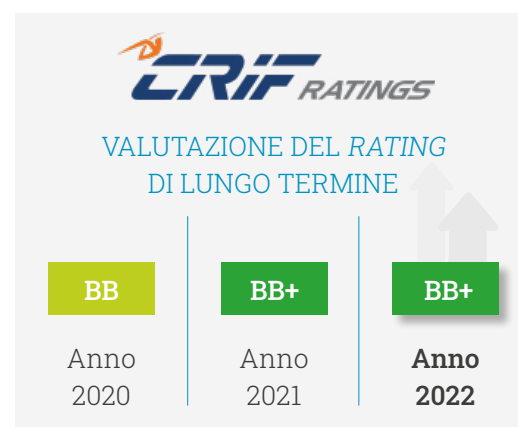 CRIF RATINGS
VALUTAZIONE DEL RATING
DI LUNGO TERMINE
BB
BB+
BB+
Anno
2020
Anno
2021
Anno
2022